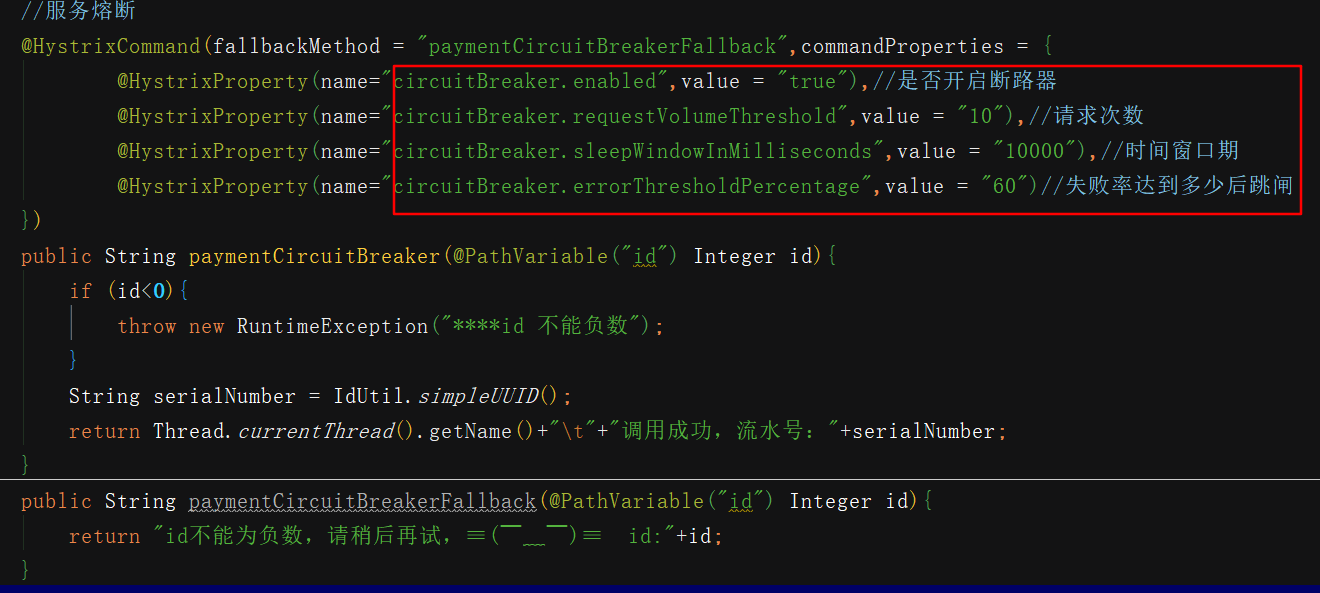 //服务熔断
@HystrixCommand(fallbackMethod = "paymentCircuitBreakerFallback",commandProperties = {
@HystrixProperty(name="circuitBreaker.enabled",value = "true"),//是否开启断路器
@HystrixProperty(name="circuitBreaker.requestVolumeThreshold",value = "10"),//请求次数
@HystrixProperty(name="circuitBreaker.sleepWindowInMilliseconds",value = "10000"),//时间窗口期
@HystrixProperty(name="circuitBreaker.errorThresholdPercentage",value = "60")//失败率达到多少后跳闸
})
public String paymentCircuitBreaker(@PathVariable("id") Integer id){
if (id<0){
throw new RuntimeException("****id 不能负数");
}
String serialNumber = IdUtil.simpleUUID();
return Thread.currentThread().getName()+"\t"+"调用成功，流水号："+serialNumber;
}
public String paymentCircuitBreakerFallback(@PathVariable("id") Integer id){
return "id不能为负数，请稍后再试，≡(￣﹏￣)≡  id:"+id;
}